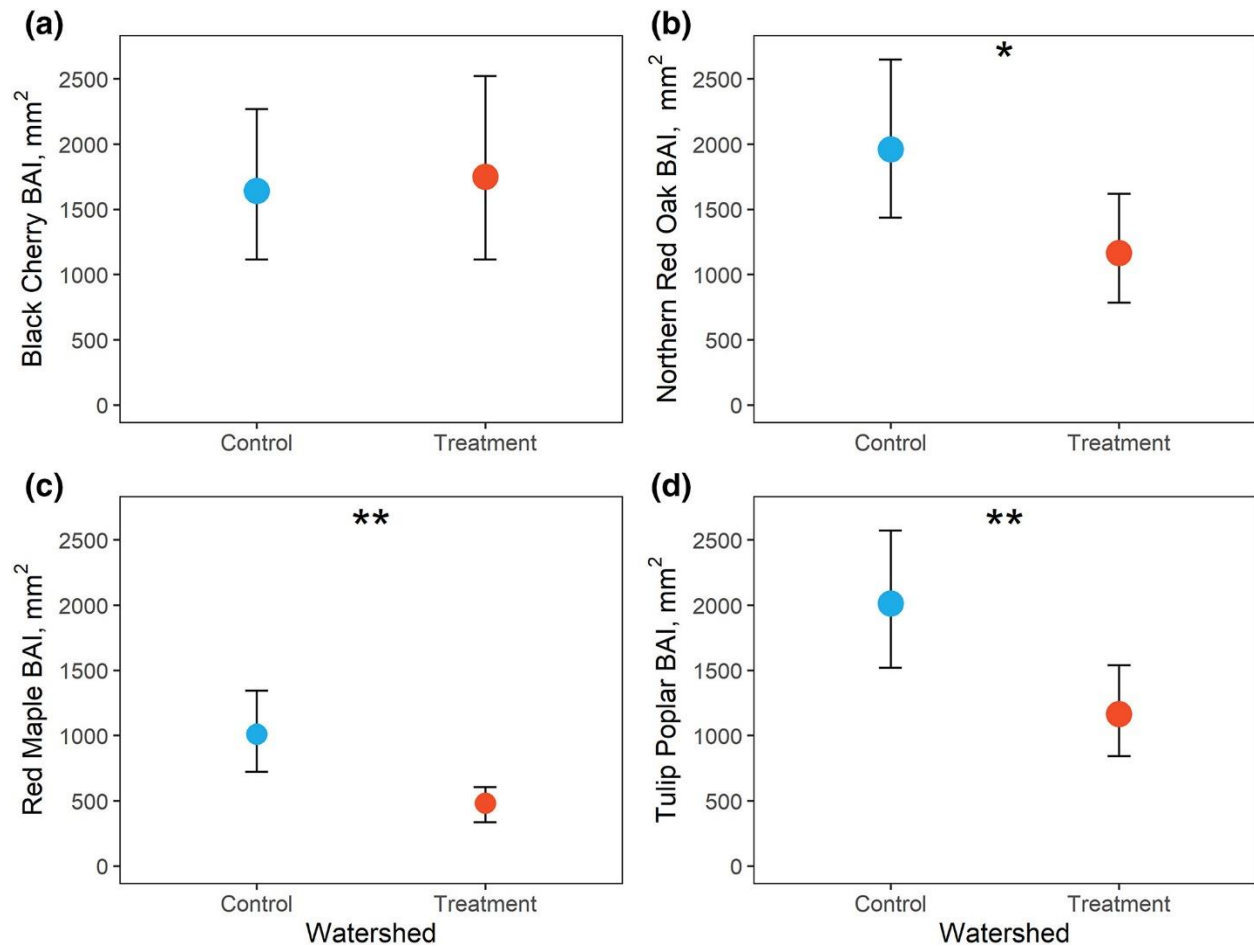 (a)
Black Cherry BAI, mm²
2500
2000
1500
1000
500
0
Control Treatment
(b)
*
Northern Red Oak BAI, mm²
2500
2000
1500
1000
500
0
Control Treatment
(c)
**
Red Maple BAI, mm²
2500
2000
1500
1000
500
0
Control Treatment
Watershed
(d)
**
Tulip Poplar BAI, mm²
2500
2000
1500
1000
500
0
Control Treatment
Watershed